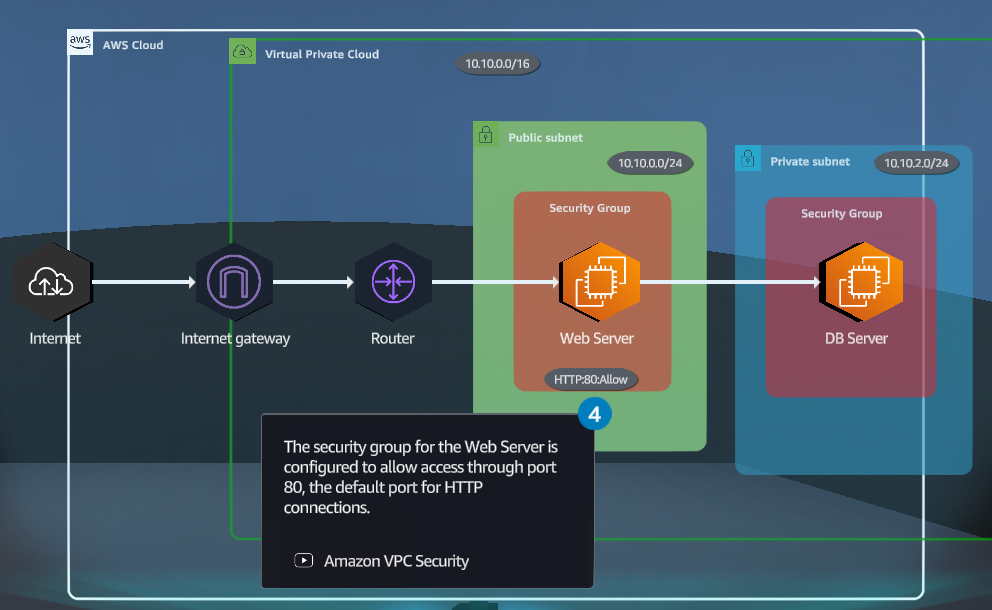 aws
AWS Cloud
Virtual Private Cloud
10.10.0.0/16
Public subnet
10.10.0.0/24
Private subnet
10.10.2.0/24
Security Group
Security Group
Internet
Internet gateway
Router
Web Server
DB Server
HTTP:80:Allow
4
The security group for the Web Server is
configured to allow access through port
80, the default port for HTTP
connections.
Amazon VPC Security